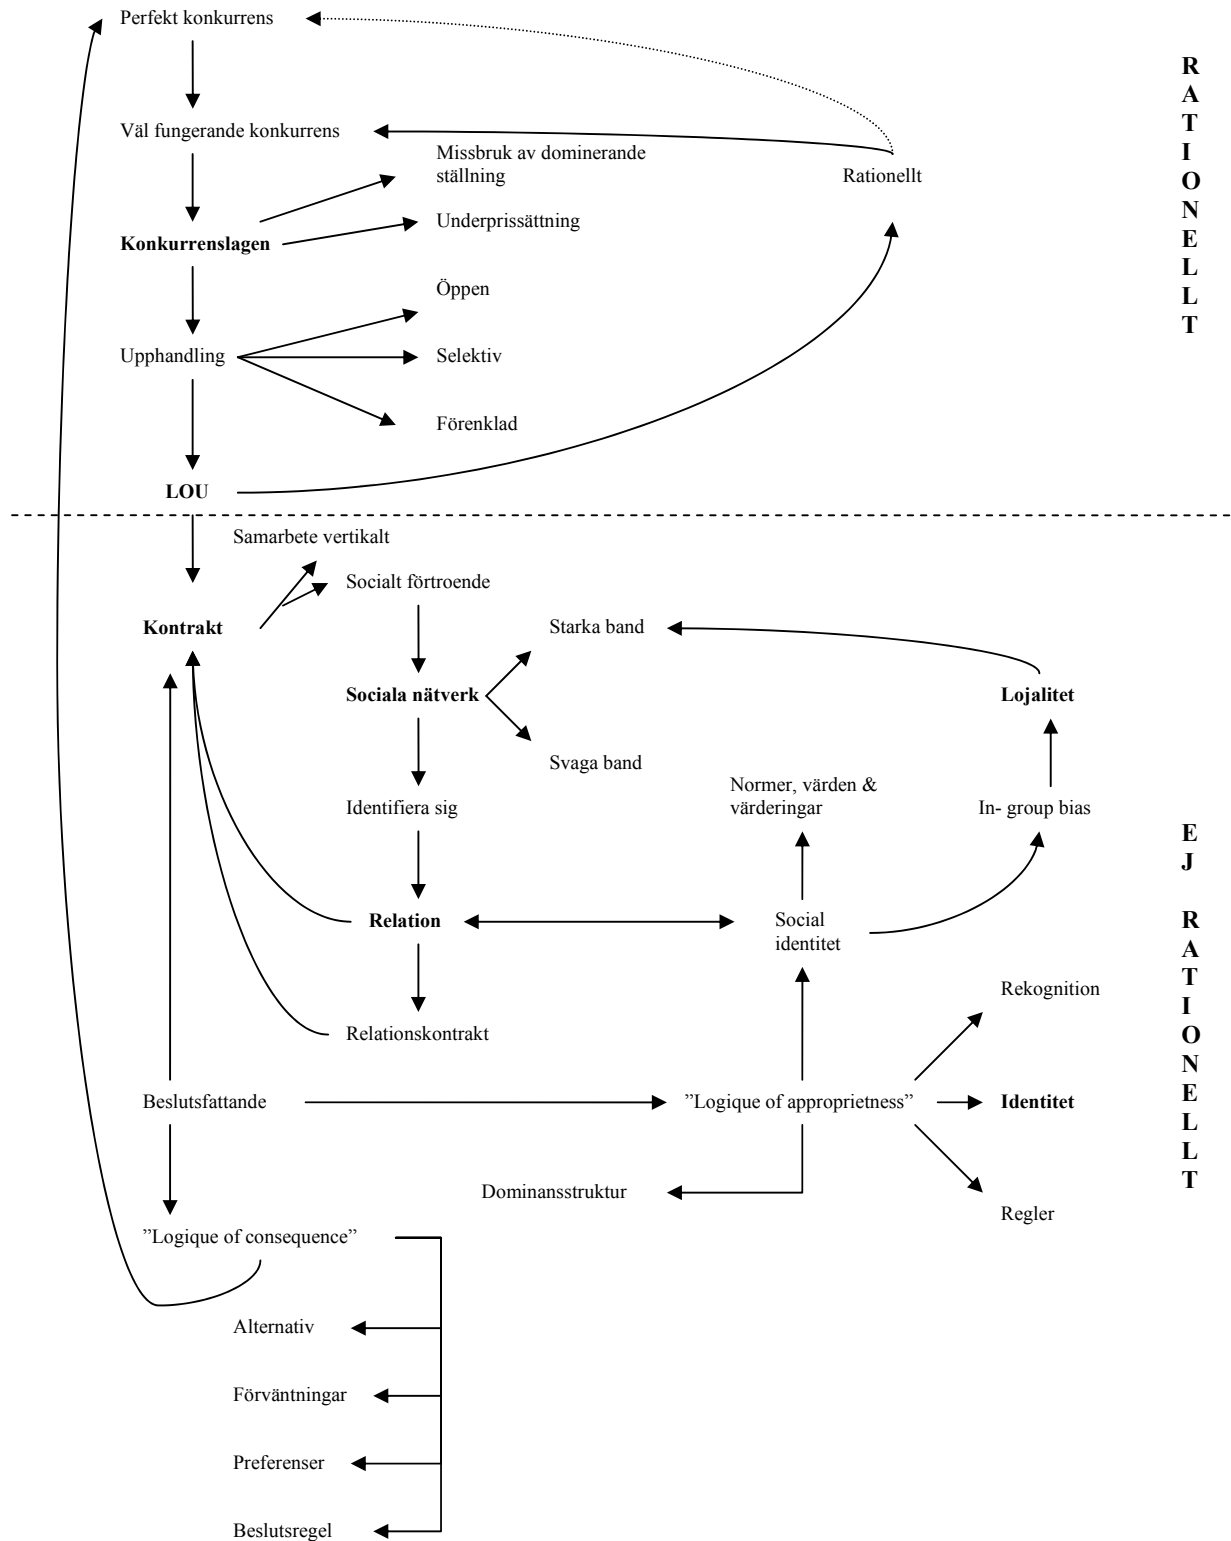 Perfekt konkurrens
Väl fungerande konkurrens
Missbruk av dominerande
ställning
Rationellt
Underprissättning
Konkurrenslagen
Öppen
Upphandling
Selektiv
Förenklad
LOU
R
A
T
I
O
N
E
L
L
T
Samarbete vertikalt
Socialt förtroende
Kontrakt
Starka band
Sociala nätverk
Lojalitet
Svaga band
Normer, värden &
värderingar
Identifiera sig
In- group bias
Relation
Social
identitet
Rekognition
Relationskontrakt
Beslutsfattande
”Logique of approprietness”
Identitet
Dominansstruktur
Regler
”Logique of consequence”
Alternativ
Förväntningar
Preferenser
Beslutsregel
E
J
R
A
T
I
O
N
E
L
L
T